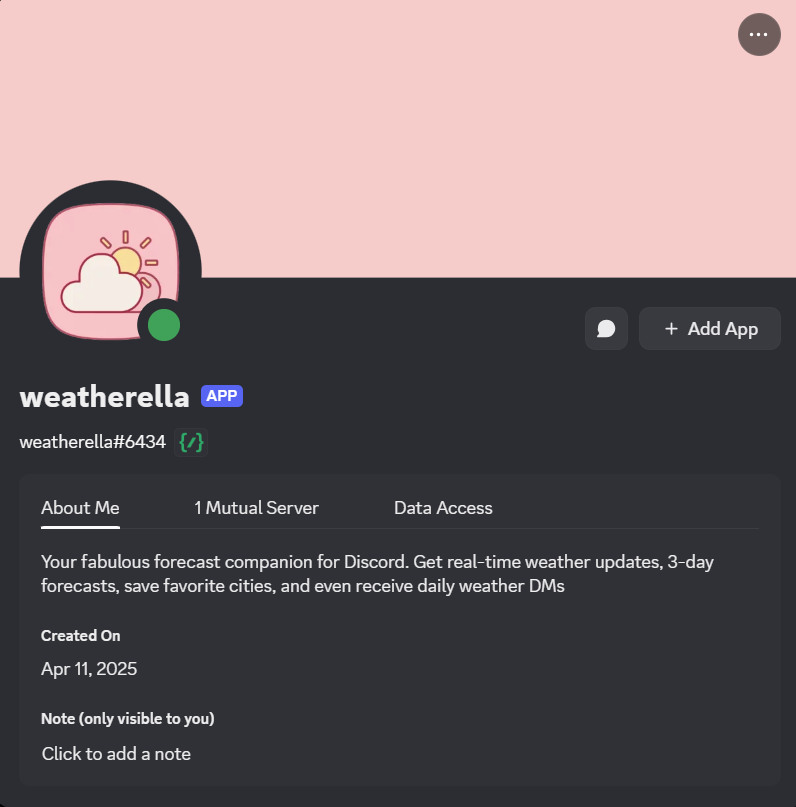 + Add App
weatherella APP
weatherella#6434 {/}
About Me 1 Mutual Server Data Access
Your fabulous forecast companion for Discord. Get real-time weather updates, 3-day
forecasts, save favorite cities, and even receive daily weather DMs
Created On
Apr 11, 2025
Note (only visible to you)
Click to add a note